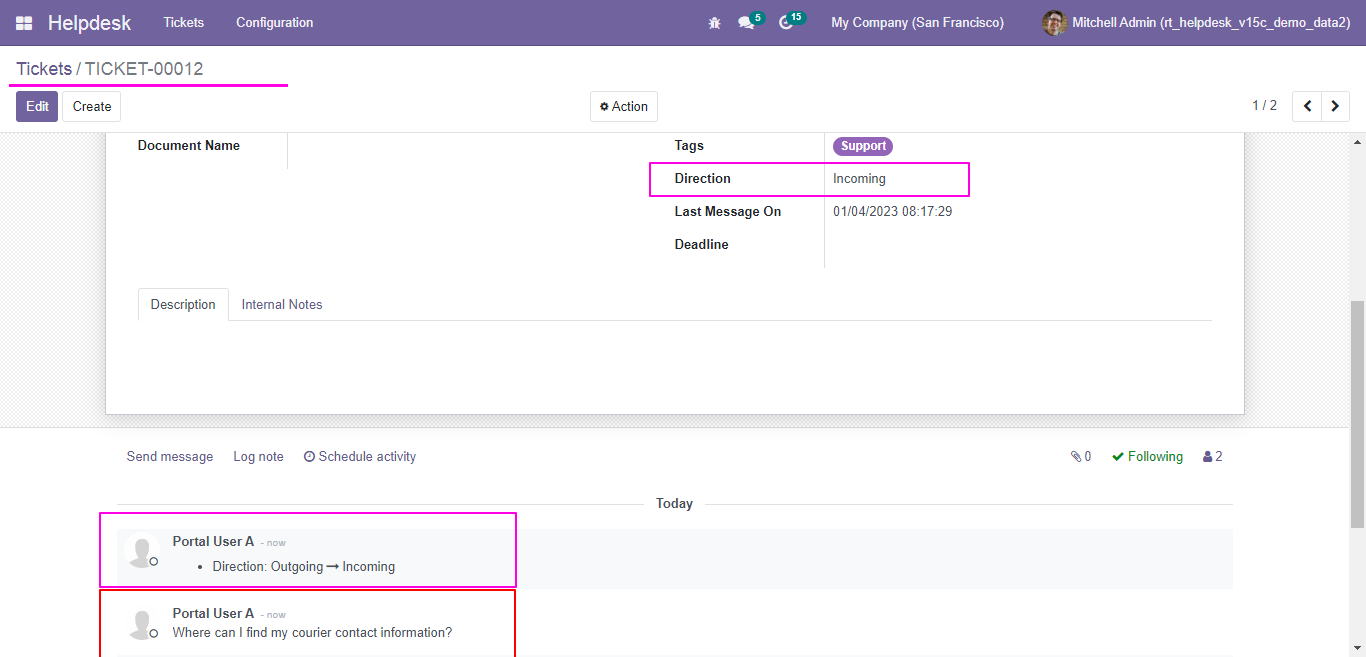 Helpdesk Tickets Configuration 5 15 My Company (San Francisco) Mitchell Admin (rt_helpdesk_v15c_demo_data2)
Tickets / TICKET-00012
Edit Create Action 1 / 2
Document Name
Tags Support
Direction Incoming
Last Message On 01/04/2023 08:17:29
Deadline
Description Internal Notes
Send message Log note Schedule activity 0 Following 2
Today
Portal User A - now
Direction: Outgoing → Incoming
Portal User A - now
Where can I find my courier contact information?